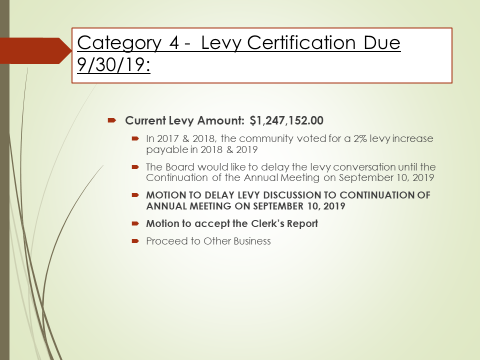 Category 4 - Levy Certification Due
9/30/19:
Current Levy Amount: $1,247,152.00
In 2017 & 2018, the community voted for a 2% levy increase
payable in 2018 & 2019
The Board would like to delay the levy conversation until the
Continuation of the Annual Meeting on September 10, 2019
MOTION TO DELAY LEVY DISCUSSION TO CONTINUATION OF
ANNUAL MEETING ON SEPTEMBER 10, 2019
Motion to accept the Clerk's Report
Proceed to Other Business